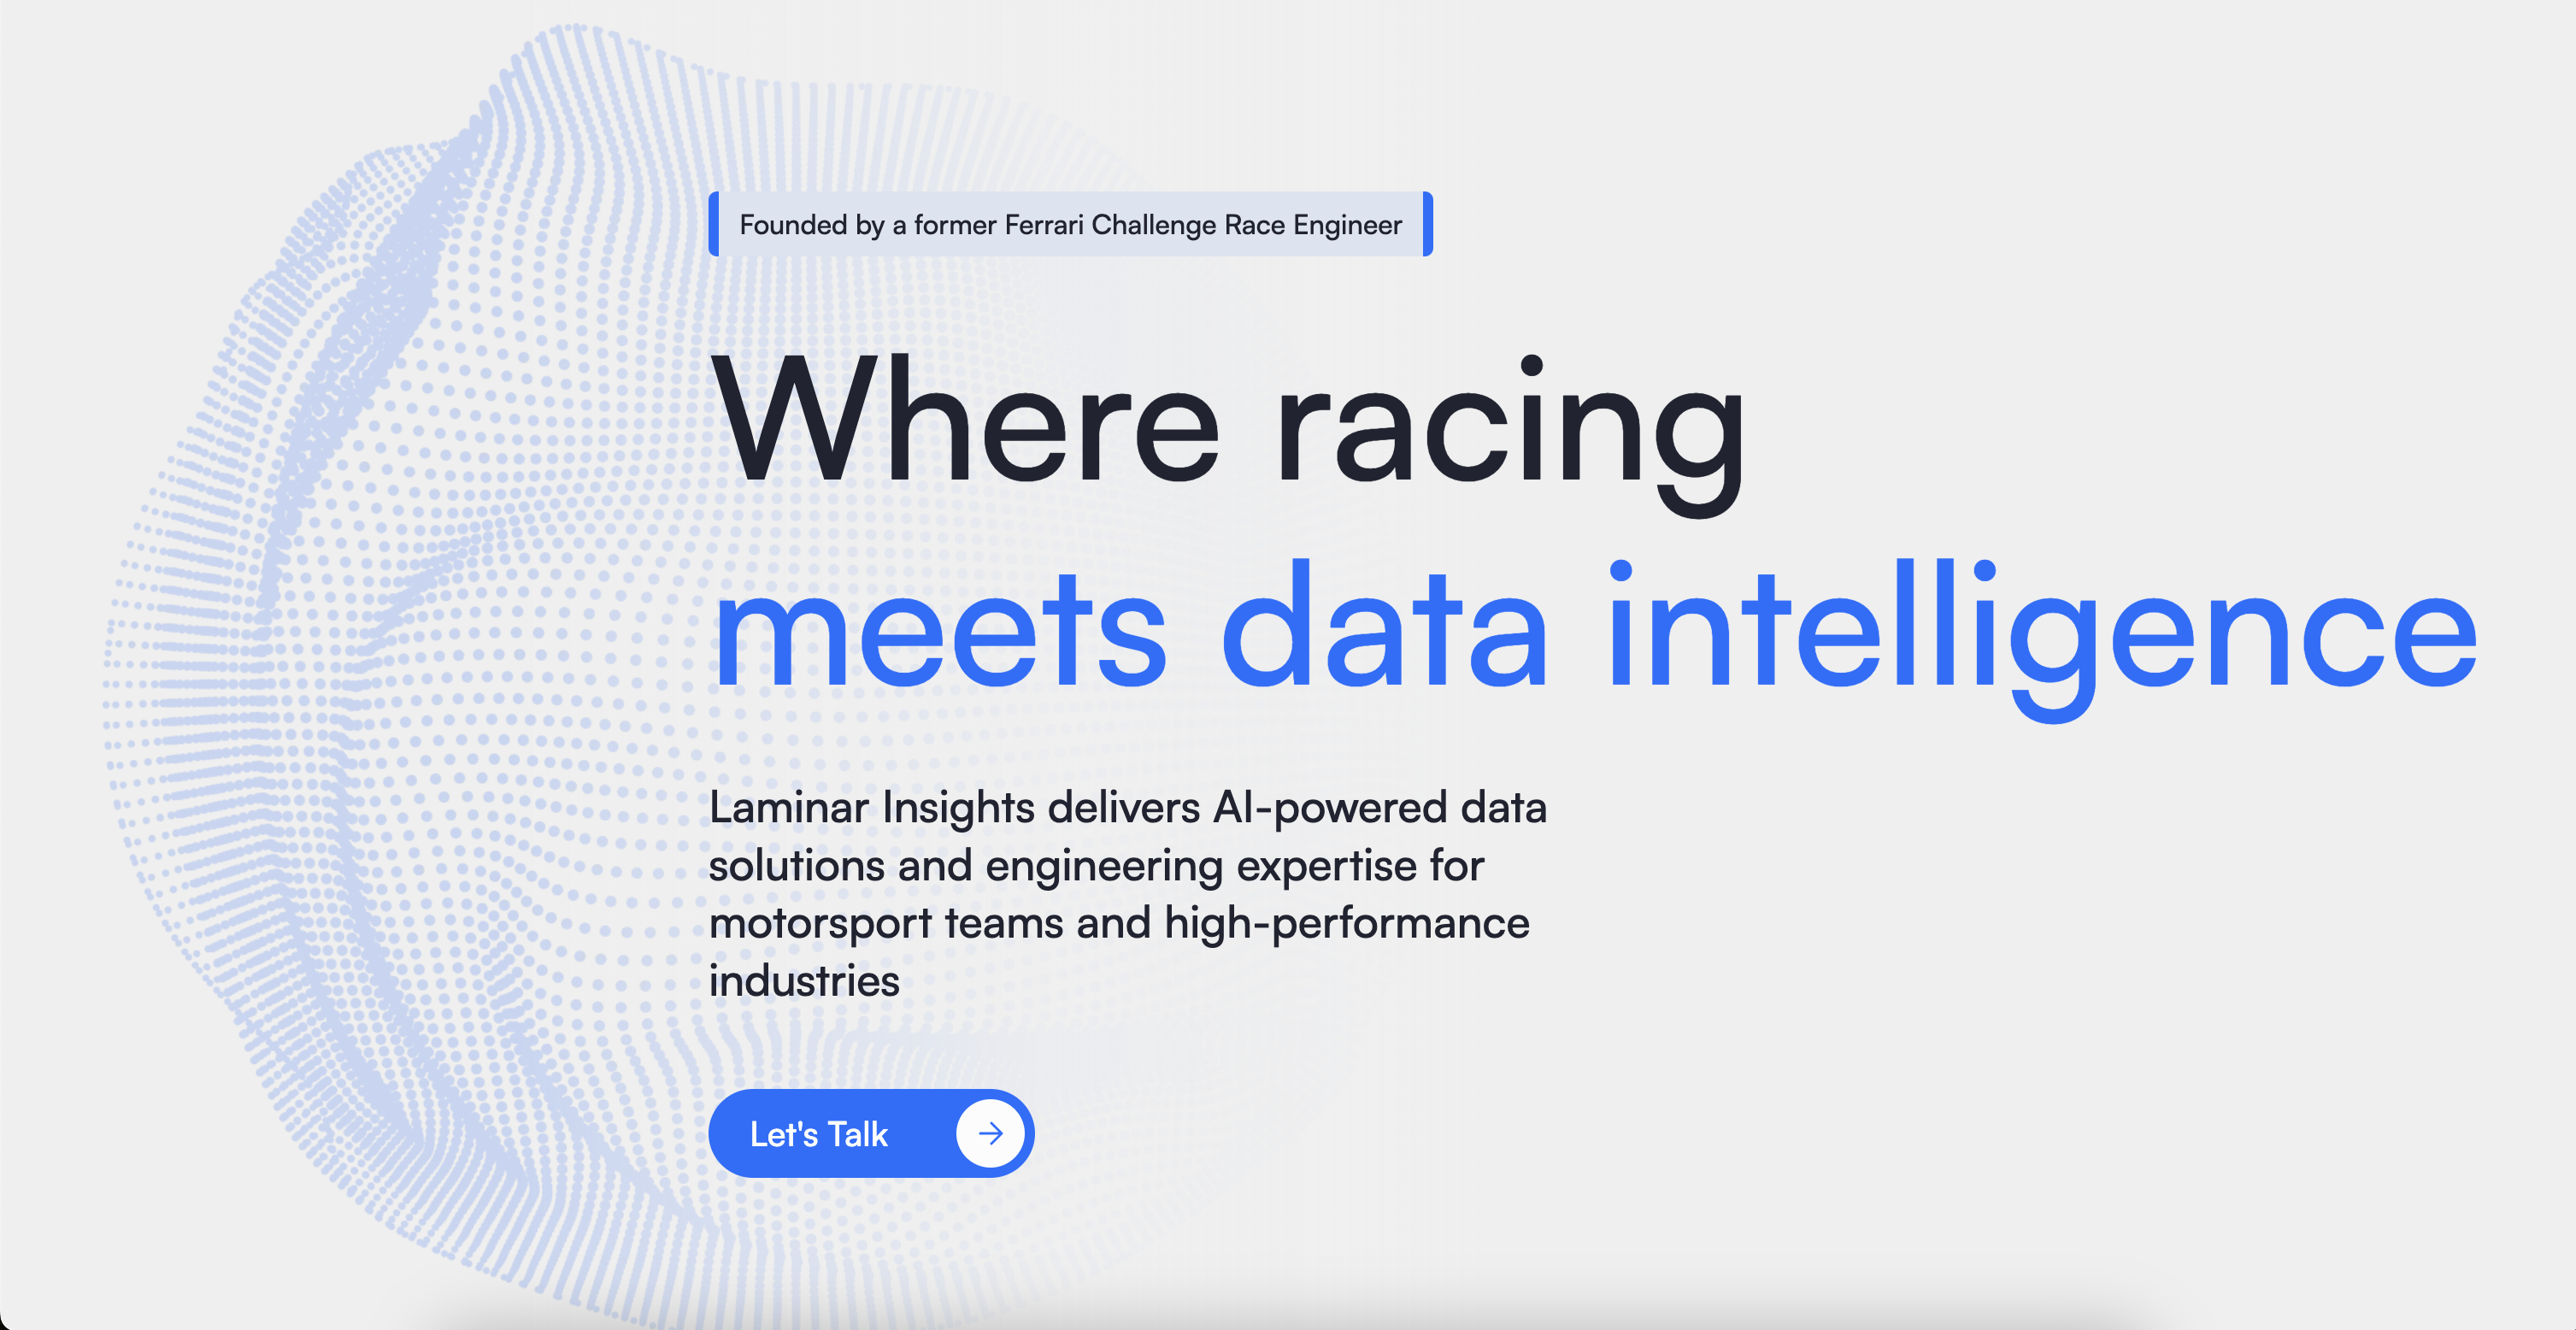 Founded by a former Ferrari Challenge Race Engineer
Where racing
meets data intelligence
Laminar Insights delivers AI-powered data
solutions and engineering expertise for
motorsport teams and high-performance
industries
Let's Talk